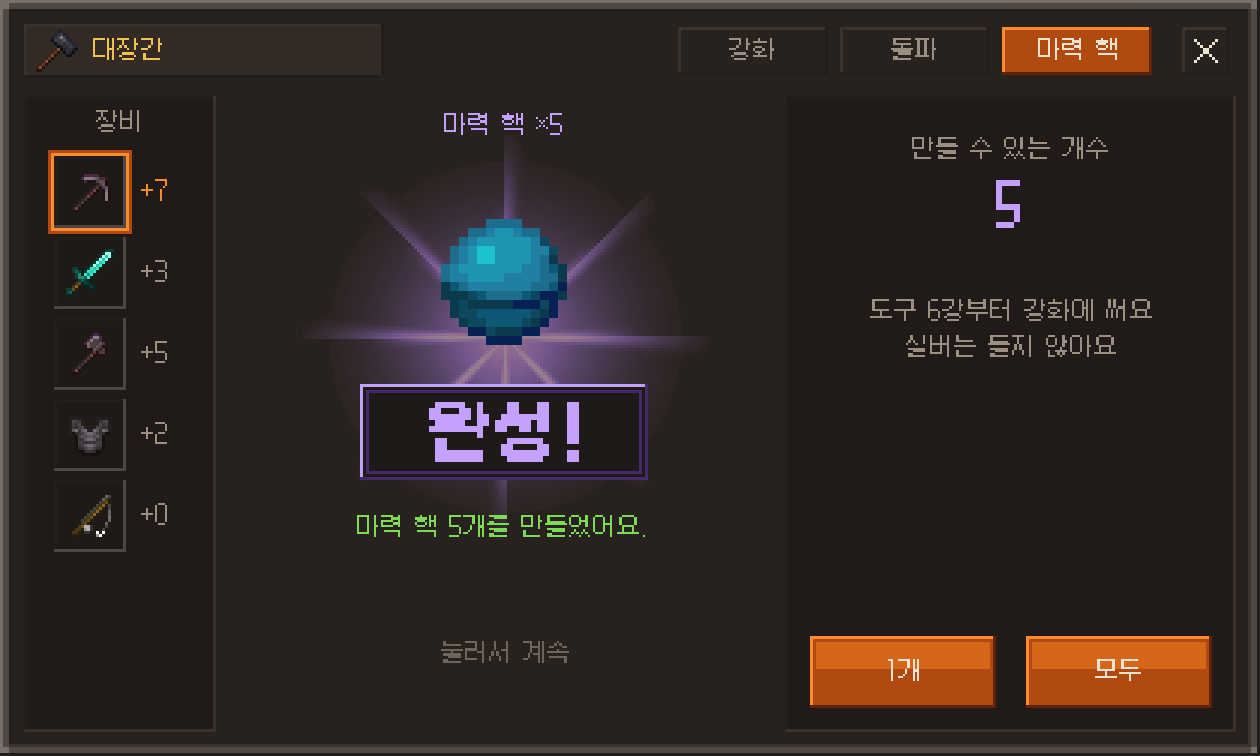 대장간
강화
돌파
마력 핵
장비
+7
+3
+5
+2
+0
마력 핵 ×5
완성!
마력 핵 5개를 만들었어요.
눌러서 계속
만들 수 있는 개수
5
도구 6강부터 강화에 써요
실버는 들지 않아요
1개
모두